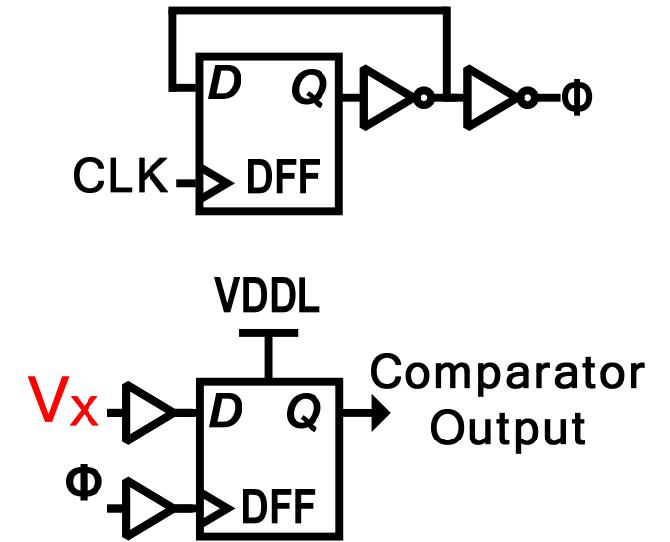 D Q
Φ
CLK DFF
VDDL
Vx D Q Comparator
Output
Φ DFF